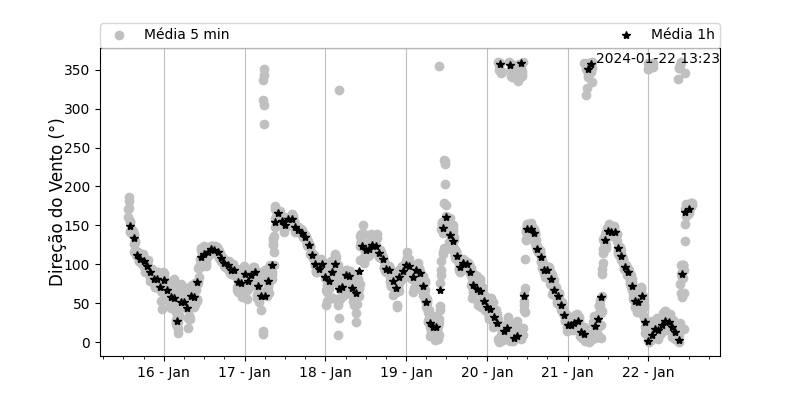 Média 5 min
Média 1h
2024-01-22 13:23
Direção do Vento (°)
350
300
250
200
150
100
50
0
16 - Jan
17 - Jan
18 - Jan
19 - Jan
20 - Jan
21 - Jan
22 - Jan